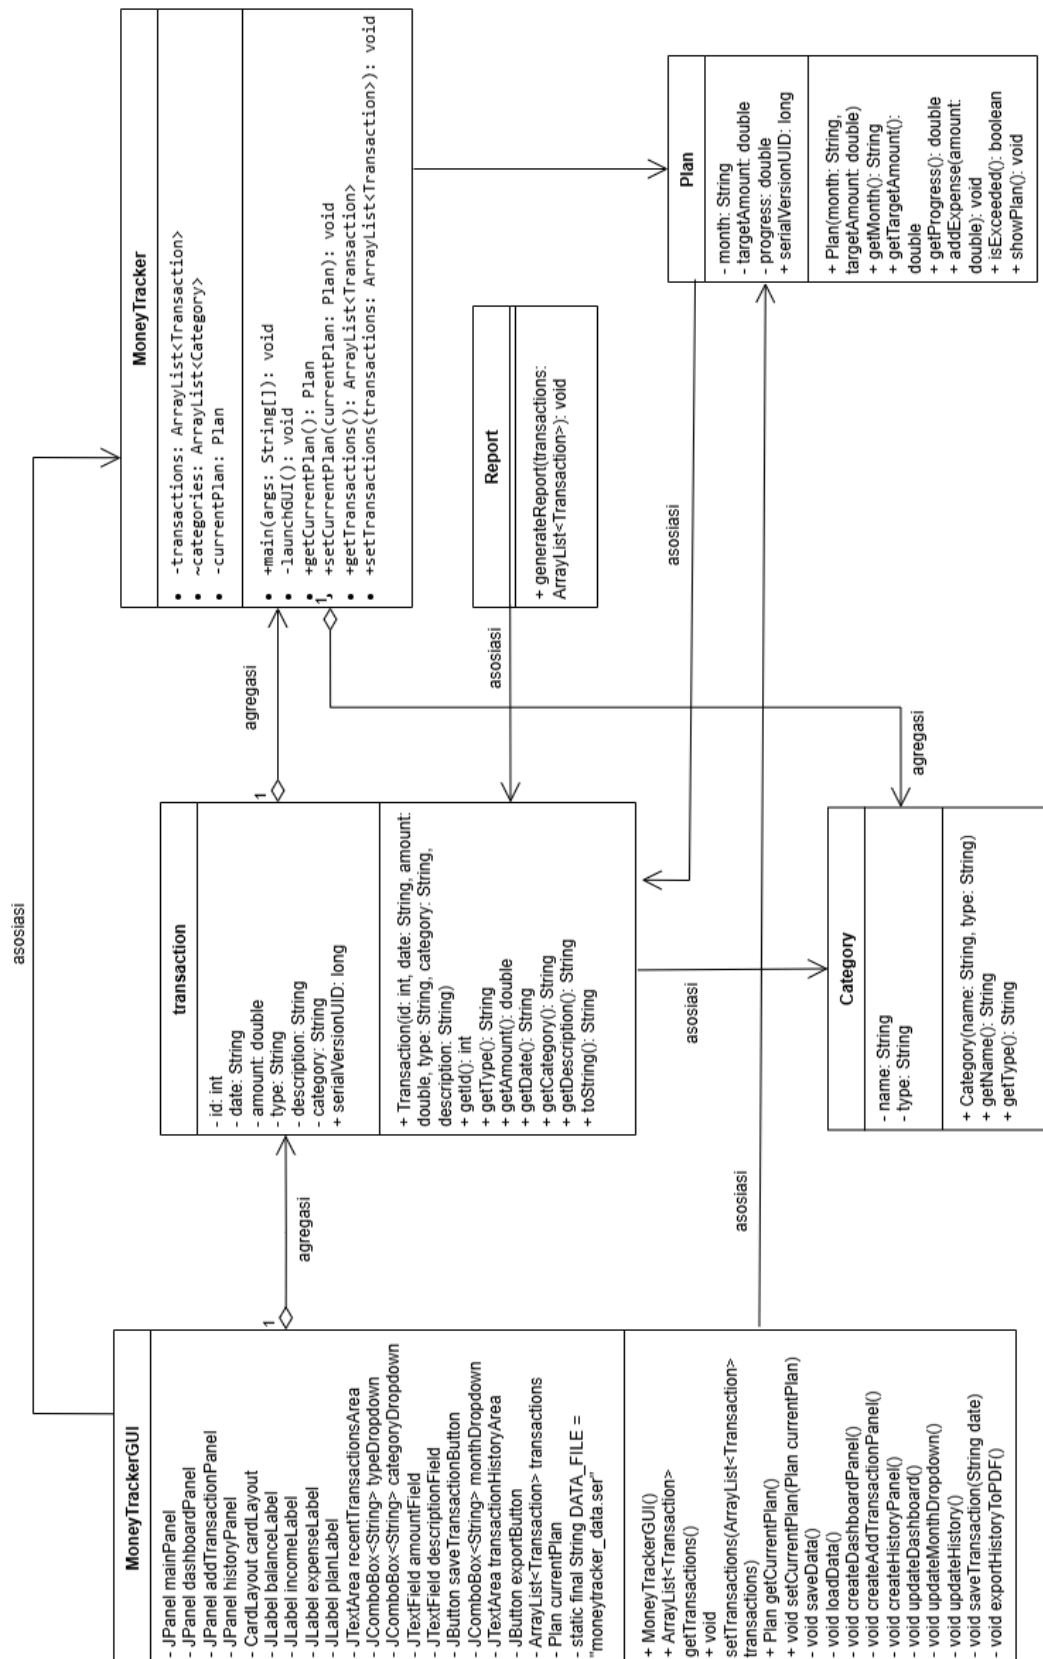 asosiasi
MoneyTracker
-transactions: ArrayList<Transaction>
~categories: ArrayList<Category>
-currentPlan: Plan
+main(args: String[]): void
-launchGUI(): void
+getCurrentPlan(): Plan
+setCurrentPlan(currentPlan: Plan): void
+getTransactions(): ArrayList<Transaction>
+setTransactions(transactions: ArrayList<Transaction>): void
1
agregasi
1
transaction
- id: int
- date: String
- amount: double
- type: String
- description: String
- category: String
+ serialVersionUID: long
+ Transaction(id: int, date: String, amount:
double, type: String, category: String,
description: String)
+ getId(): int
+ getType(): String
+ getAmount(): double
+ getDate(): String
+ getCategory(): String
+ getDescription(): String
+ toString(): String
agregasi
1
MoneyTrackerGUI
- JPanel mainPanel
- JPanel dashboardPanel
- JPanel addTransactionPanel
- JPanel historyPanel
- CardLayout cardLayout
- JLabel balanceLabel
- JLabel incomeLabel
- JLabel expenseLabel
- JLabel planLabel
- JTextArea recentTransactionsArea
- JComboBox<String> typeDropdown
- JComboBox<String> categoryDropdown
- JTextField amountField
- JTextField descriptionField
- JButton saveTransactionButton
- JComboBox<String> monthDropdown
- JTextArea transactionHistoryArea
- JButton exportButton
- ArrayList<Transaction> transactions
- Plan currentPlan
- static final String DATA_FILE =
"moneytracker_data.ser"
+ MoneyTrackerGUI()
+ ArrayList<Transaction>
getTransactions()
+ void
setTransactions(ArrayList<Transaction>
transactions)
+ Plan getCurrentPlan()
+ void setCurrentPlan(Plan currentPlan)
- void saveData()
- void loadData()
- void createDashboardPanel()
- void createAddTransactionPanel()
- void createHistoryPanel()
- void updateDashboard()
- void updateMonthDropdown()
- void updateHistory()
- void saveTransaction(String date)
- void exportHistoryToPDF()
Report
+ generateReport(transactions:
ArrayList<Transaction>): void
asosiasi
asosiasi
Plan
- month: String
- targetAmount: double
- progress: double
+ serialVersionUID: long
+ Plan(month: String,
targetAmount: double)
+ getMonth(): String
+ getTargetAmount():
double
+ getProgress(): double
+ addExpense(amount:
double): void
+ isExceeded(): boolean
+ showPlan(): void
asosiasi
agregasi
Category
- name: String
- type: String
+ Category(name: String, type: String)
+ getName(): String
+ getType(): String
asosiasi